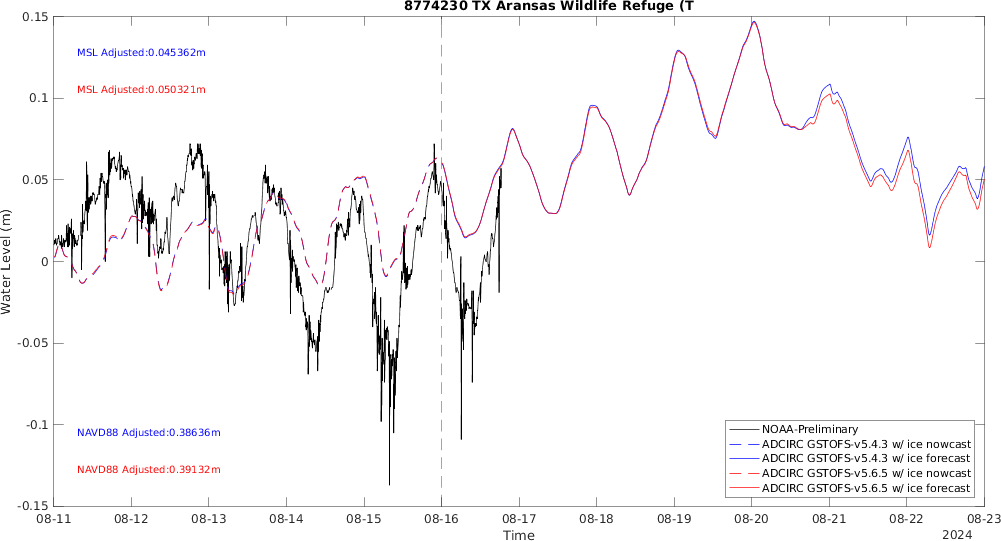 8774230 TX Aransas Wildlife Refuge (T
0.15
0.1
0.05
0
-0.05
-0.1
-0.15
Water Level (m)
MSL Adjusted:0.045362m
MSL Adjusted:0.050321m
NAVD88 Adjusted:0.38636m
NAVD88 Adjusted:0.39132m
NOAA-Preliminary
ADCIRC GSTOFS-v5.4.3 w/ ice nowcast
ADCIRC GSTOFS-v5.4.3 w/ ice forecast
ADCIRC GSTOFS-v5.6.5 w/ ice nowcast
ADCIRC GSTOFS-v5.6.5 w/ ice forecast
08-11 08-12 08-13 08-14 08-15 08-16 08-17 08-18 08-19 08-20 08-21 08-22 08-23
Time
2024